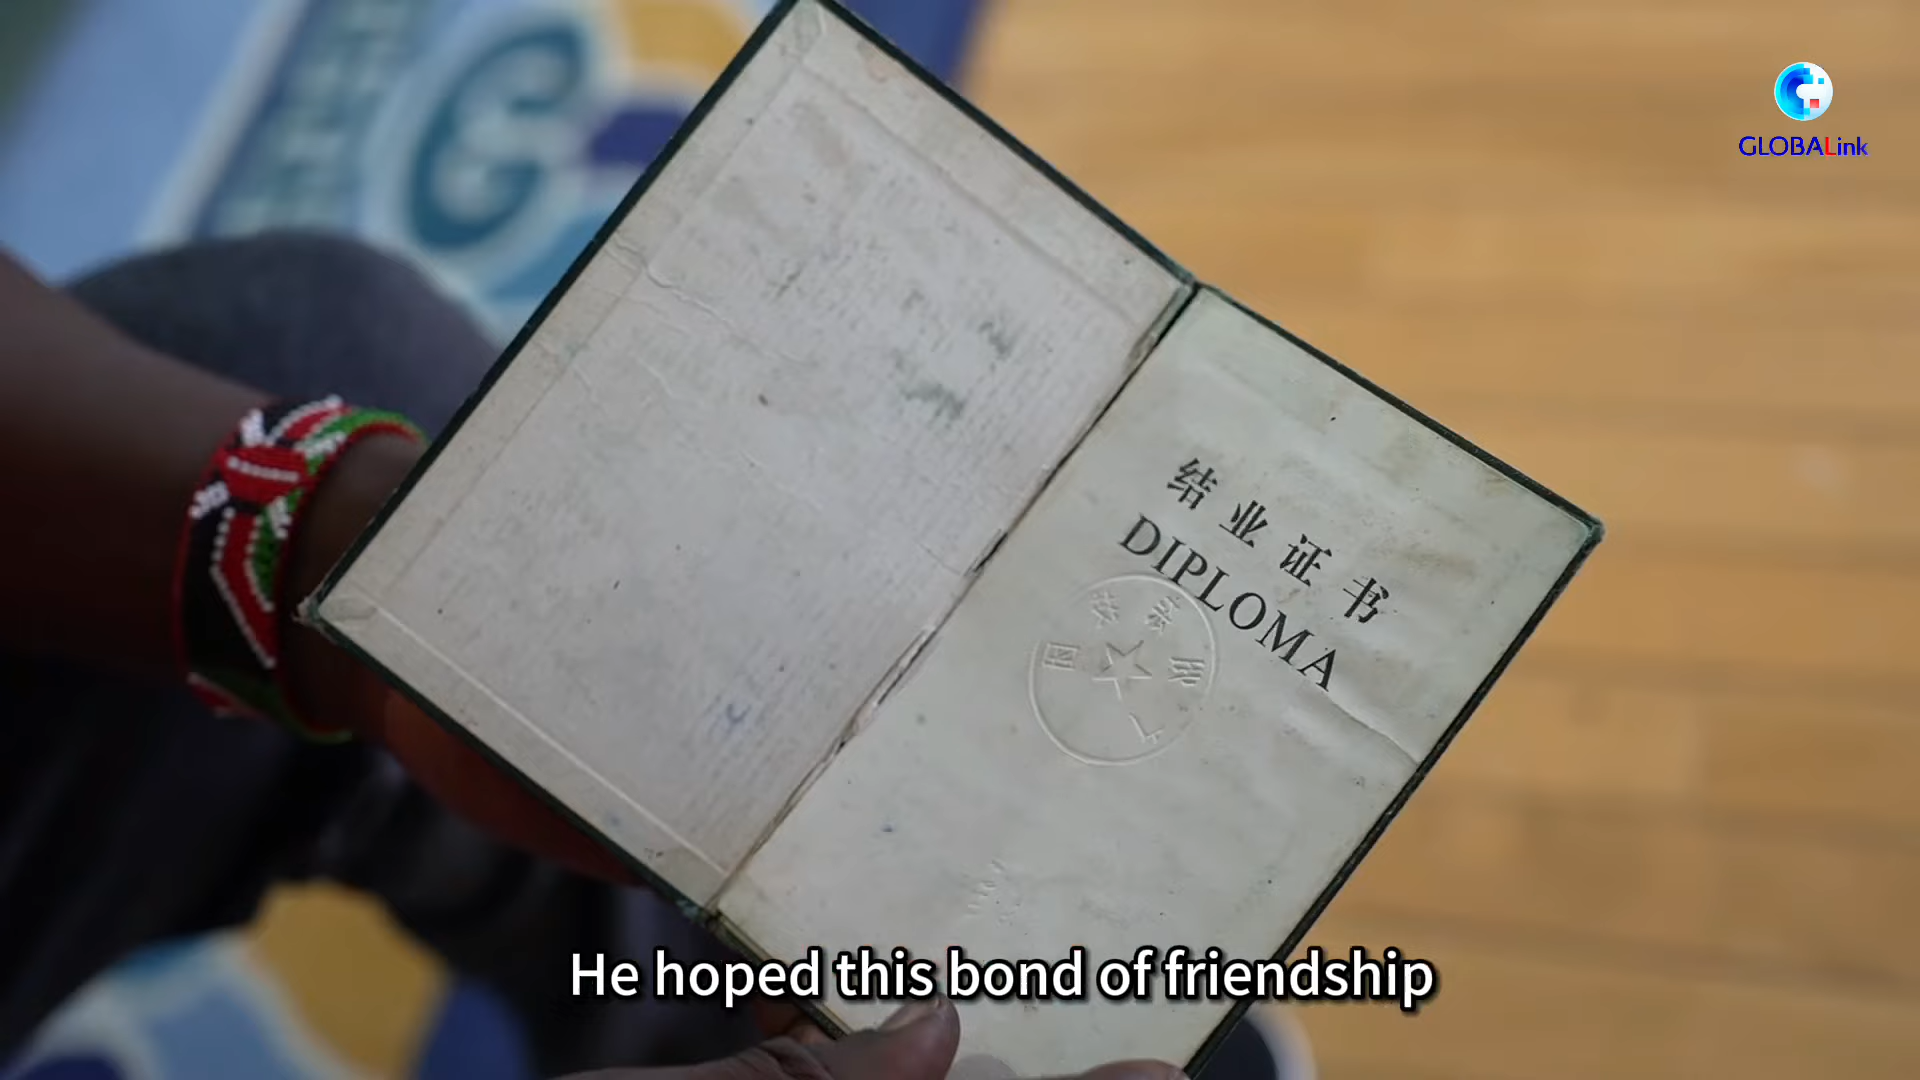 GLOBALink
结业证书
DIPLOMA
He hoped this bond of friendship